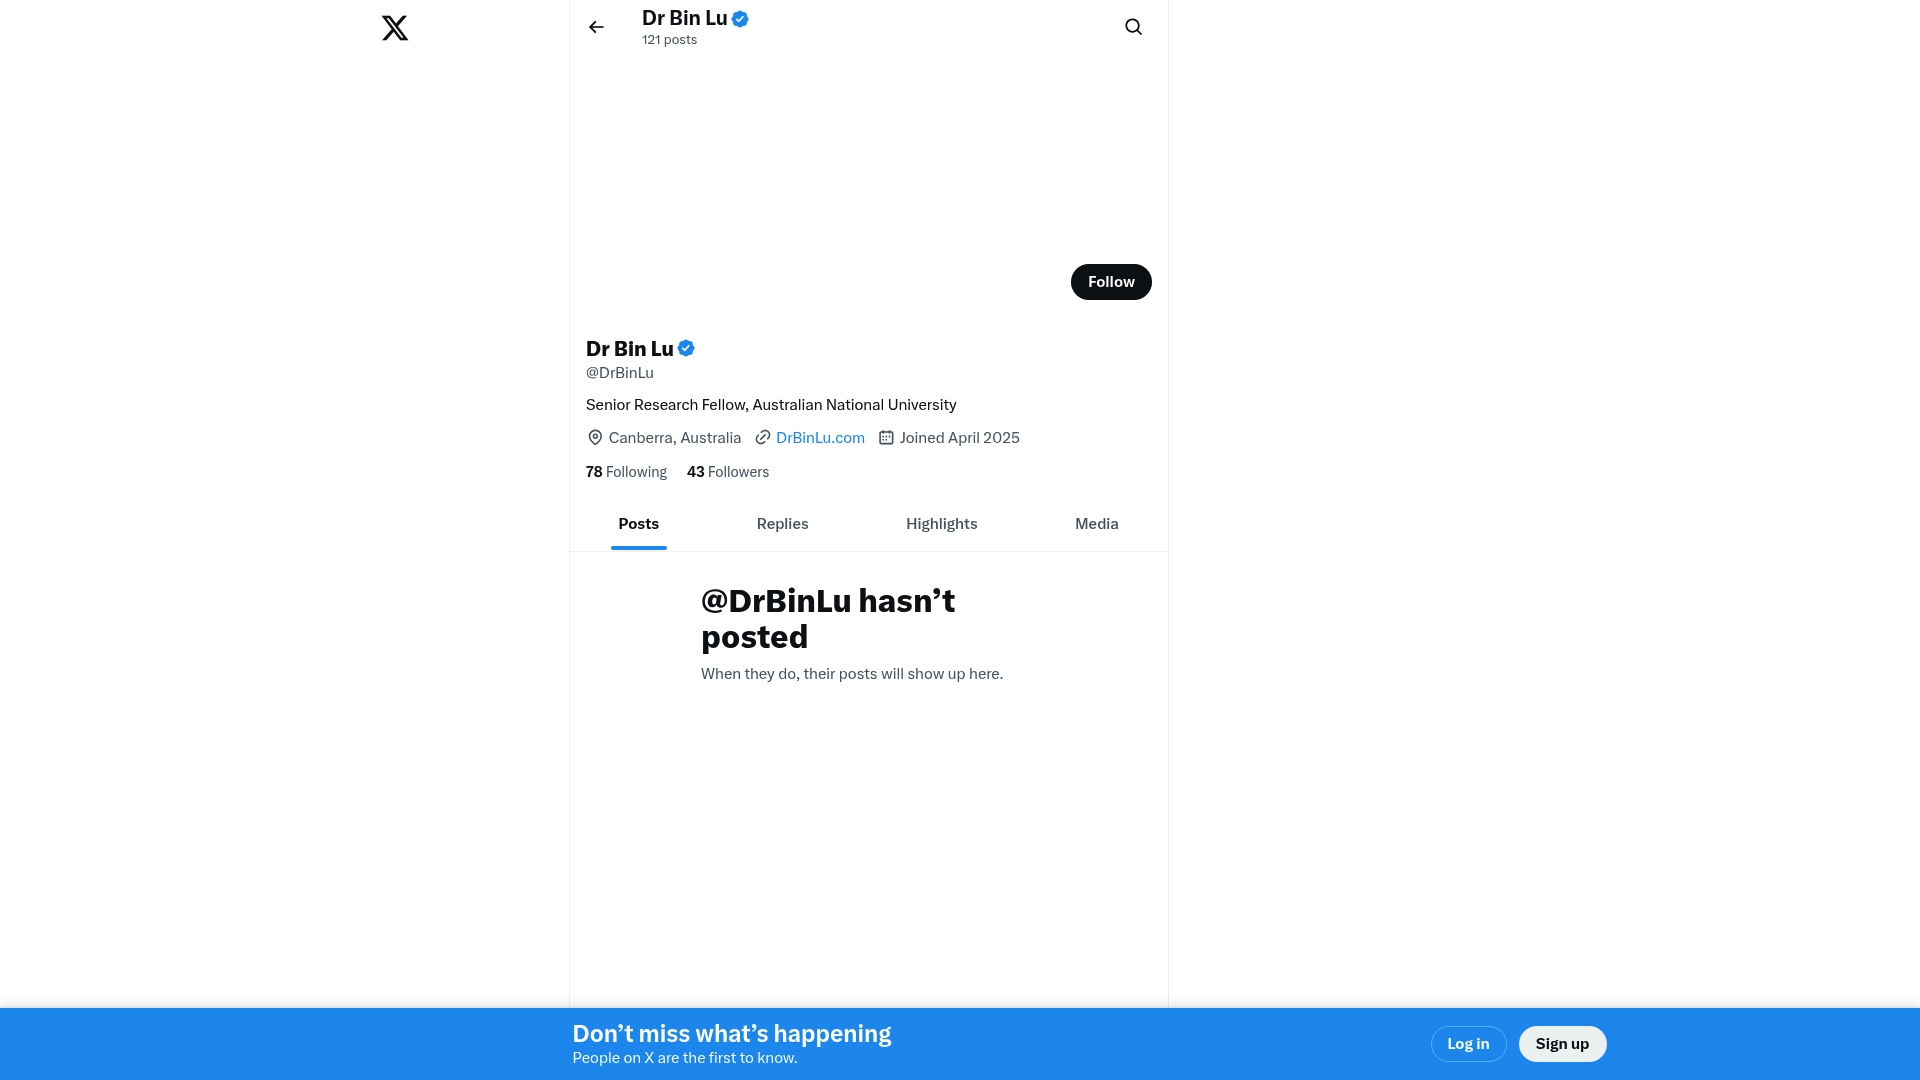 Dr Bin Lu
121 posts
Follow
Dr Bin Lu
@DrBinLu
Senior Research Fellow, Australian National University
Canberra, Australia DrBinLu.com Joined April 2025
78 Following 43 Followers
Posts Replies Highlights Media
@DrBinLu hasn’t
posted
When they do, their posts will show up here.
Don’t miss what’s happening
People on X are the first to know.
Log in Sign up